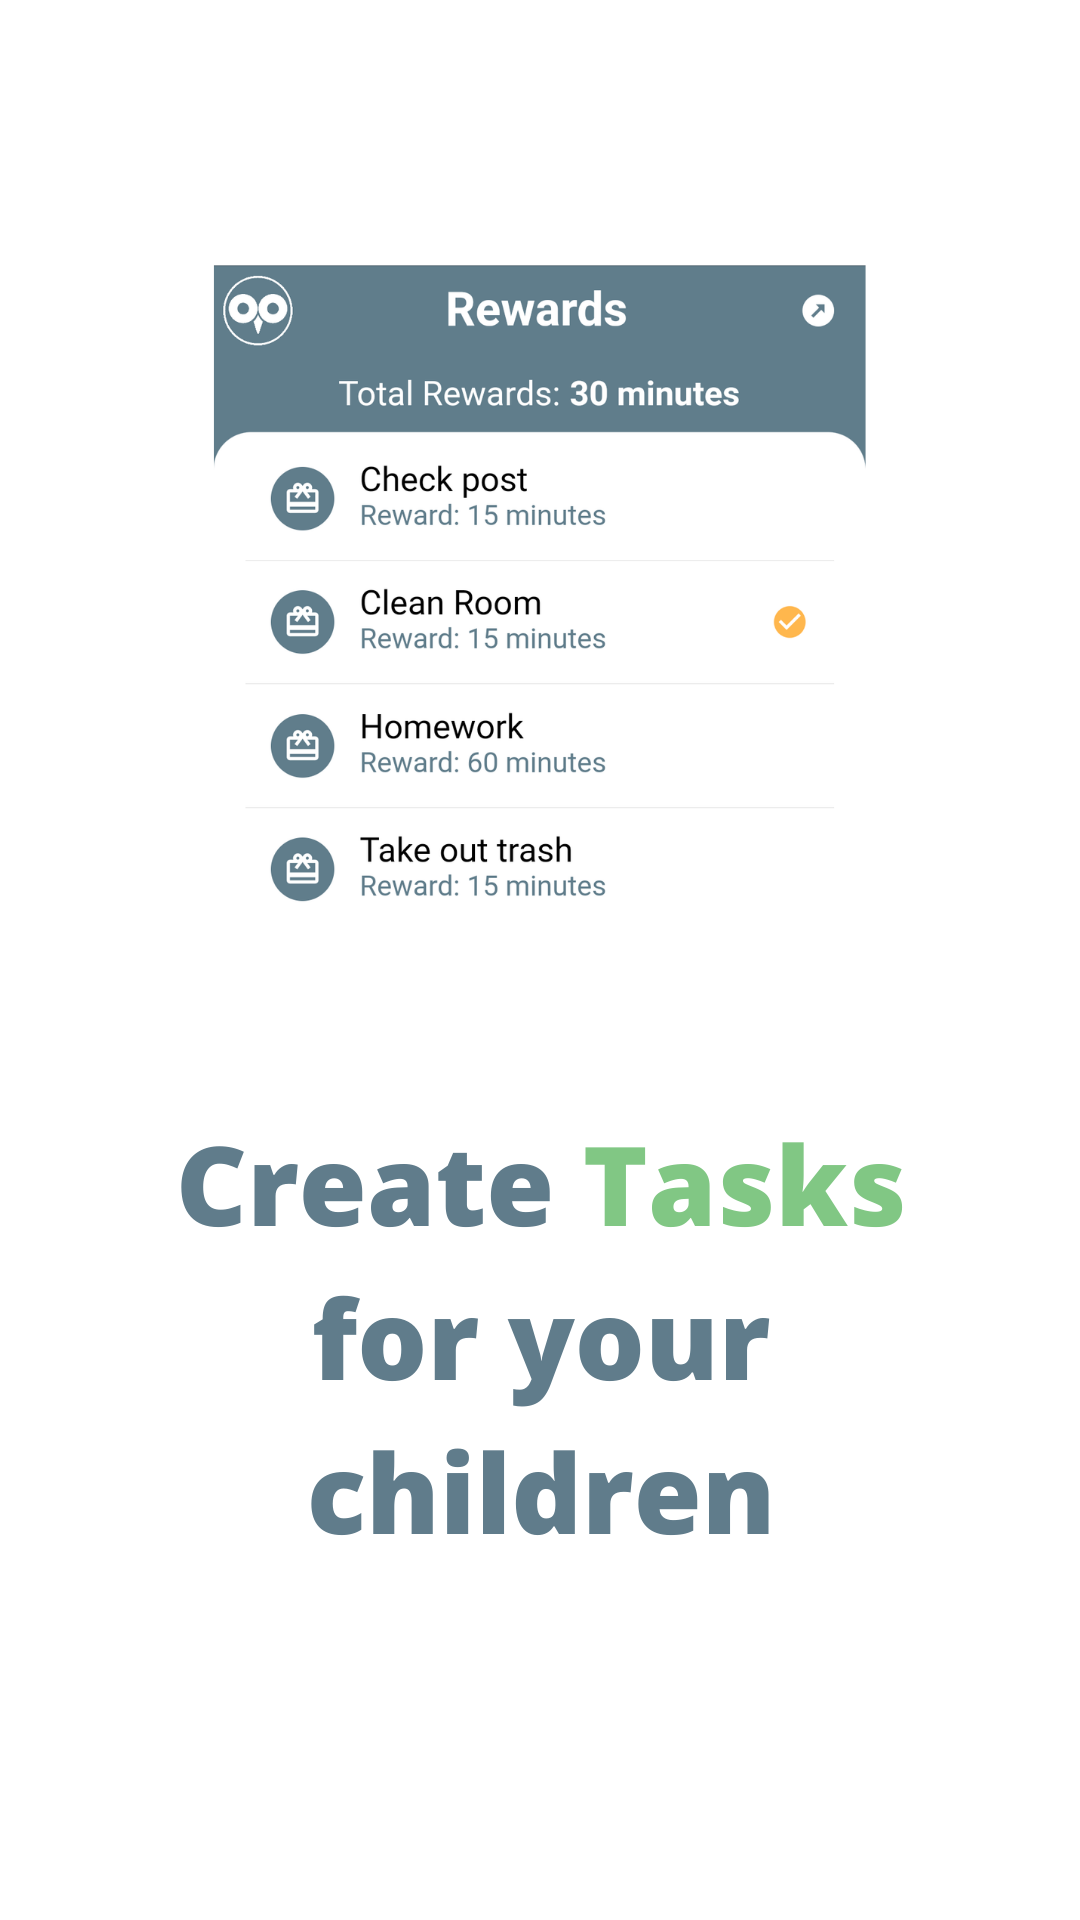 Rewards
Total Rewards: 30 minutes
Check post
Reward: 15 minutes
Clean Room
Reward: 15 minutes
Homework
Reward: 60 minutes
Take out trash
Reward: 15 minutes
Create Tasks
for your
children